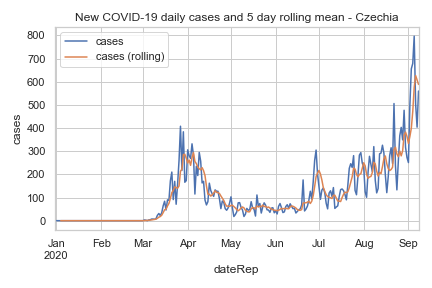 New COVID-19 daily cases and 5 day rolling mean - Czechia
cases
cases (rolling)
800
700
600
500
400
300
200
100
0
cases
Jan Feb Mar Apr May Jun Jul Aug Sep
2020
dateRep